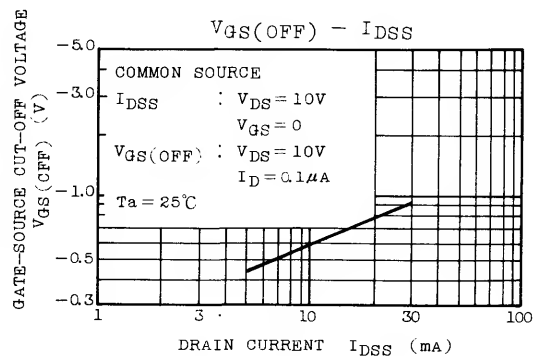 VGS(OFF) – IDSS
GATE-SOURCE CUT-OFF VOLTAGE
VGS(OFF) (V)
-5.0
-3.0
-1.0
-0.5
-0.3
COMMON SOURCE
IDSS : VDS=10V
VGS=0
VGS(OFF) : VDS=10V
ID=0.1μA
Ta=25℃
1 3 10 30 100
DRAIN CURRENT IDSS (mA)